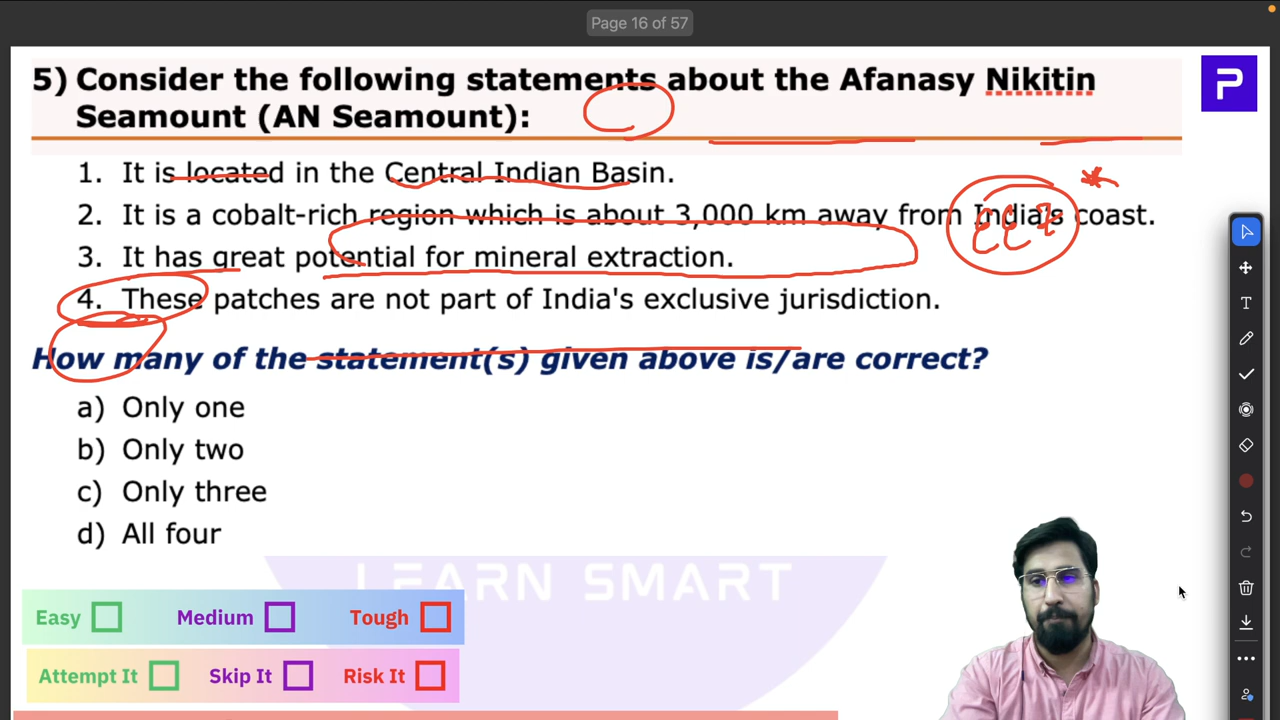 Page 16 of 57
5) Consider the following statements about the Afanasy Nikitin
Seamount (AN Seamount):
P
1. It is located in the Central Indian Basin.
2. It is a cobalt-rich region which is about 3,000 km away from India's coast.
EEZ
3. It has great potential for mineral extraction.
4. These patches are not part of India's exclusive jurisdiction.
How many of the statement(s) given above is/are correct?
a) Only one
b) Only two
c) Only three
d) All four
LEARN SMART
Easy Medium Tough
Attempt It Skip It Risk It
T